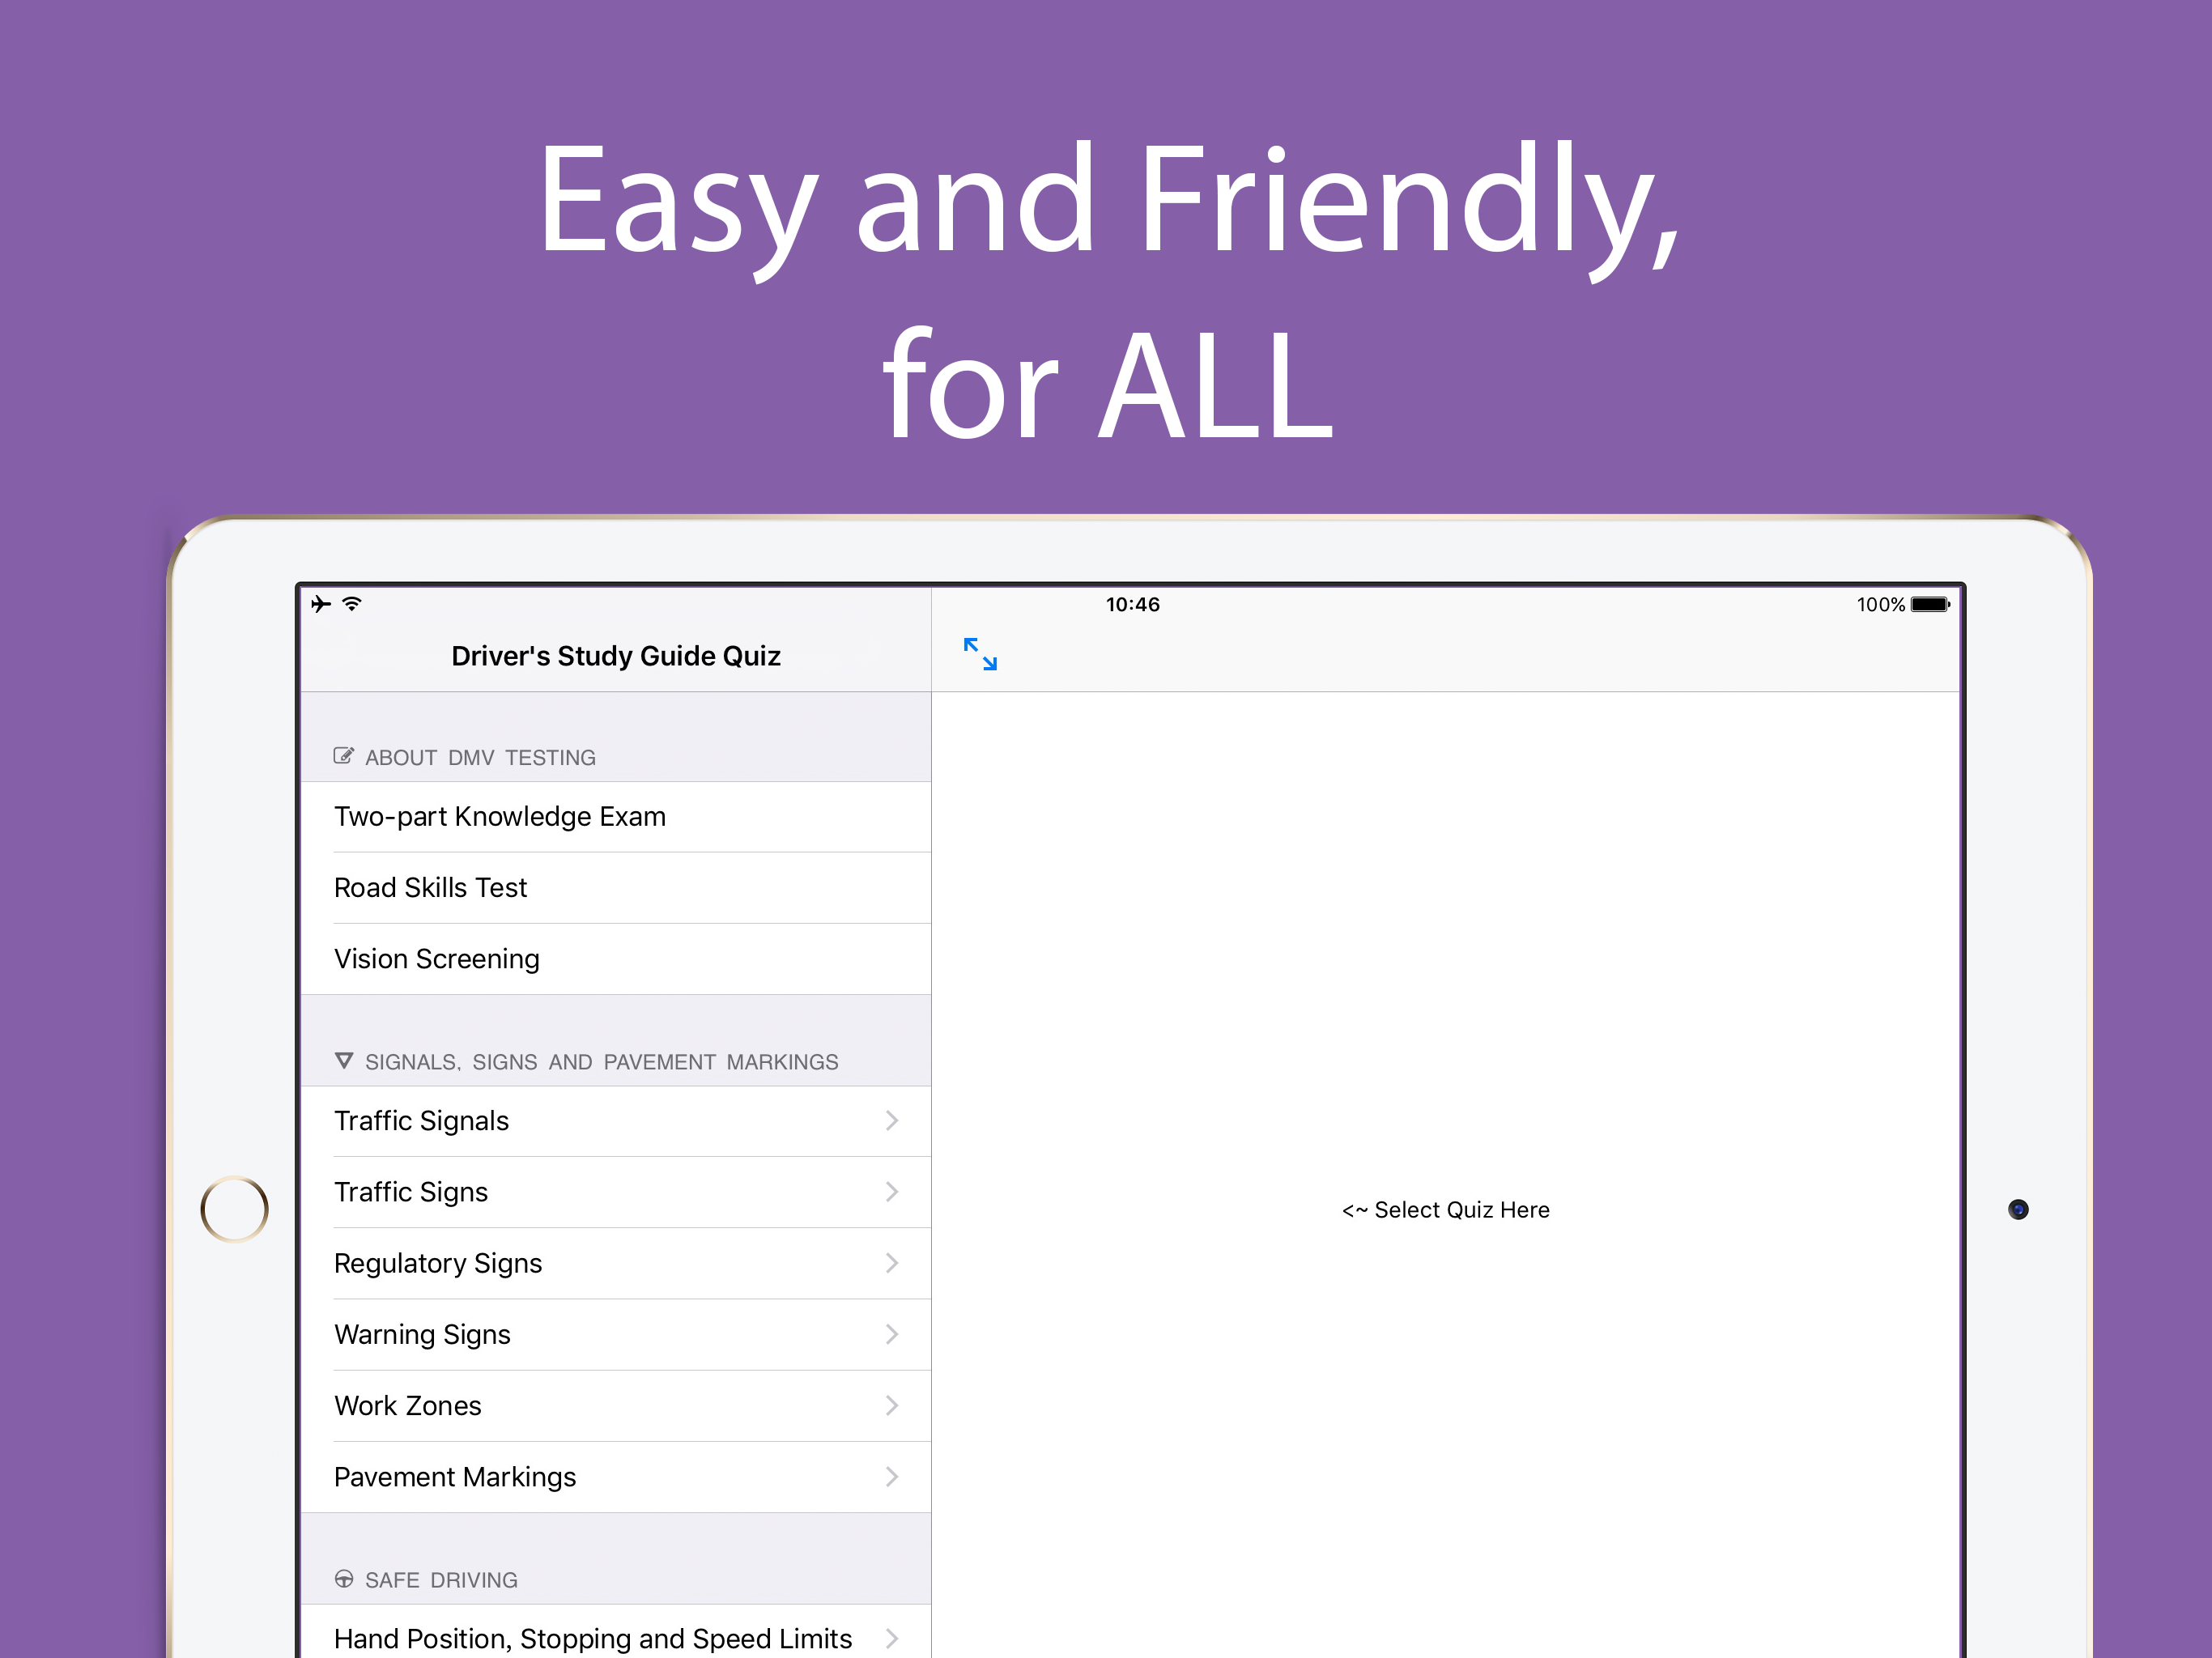 Easy and Friendly,
for ALL
10:46
100%
Driver's Study Guide Quiz
ABOUT DMV TESTING
Two-part Knowledge Exam
Road Skills Test
Vision Screening
SIGNALS, SIGNS AND PAVEMENT MARKINGS
Traffic Signals
Traffic Signs
Regulatory Signs
Warning Signs
Work Zones
Pavement Markings
SAFE DRIVING
Hand Position, Stopping and Speed Limits
<~ Select Quiz Here